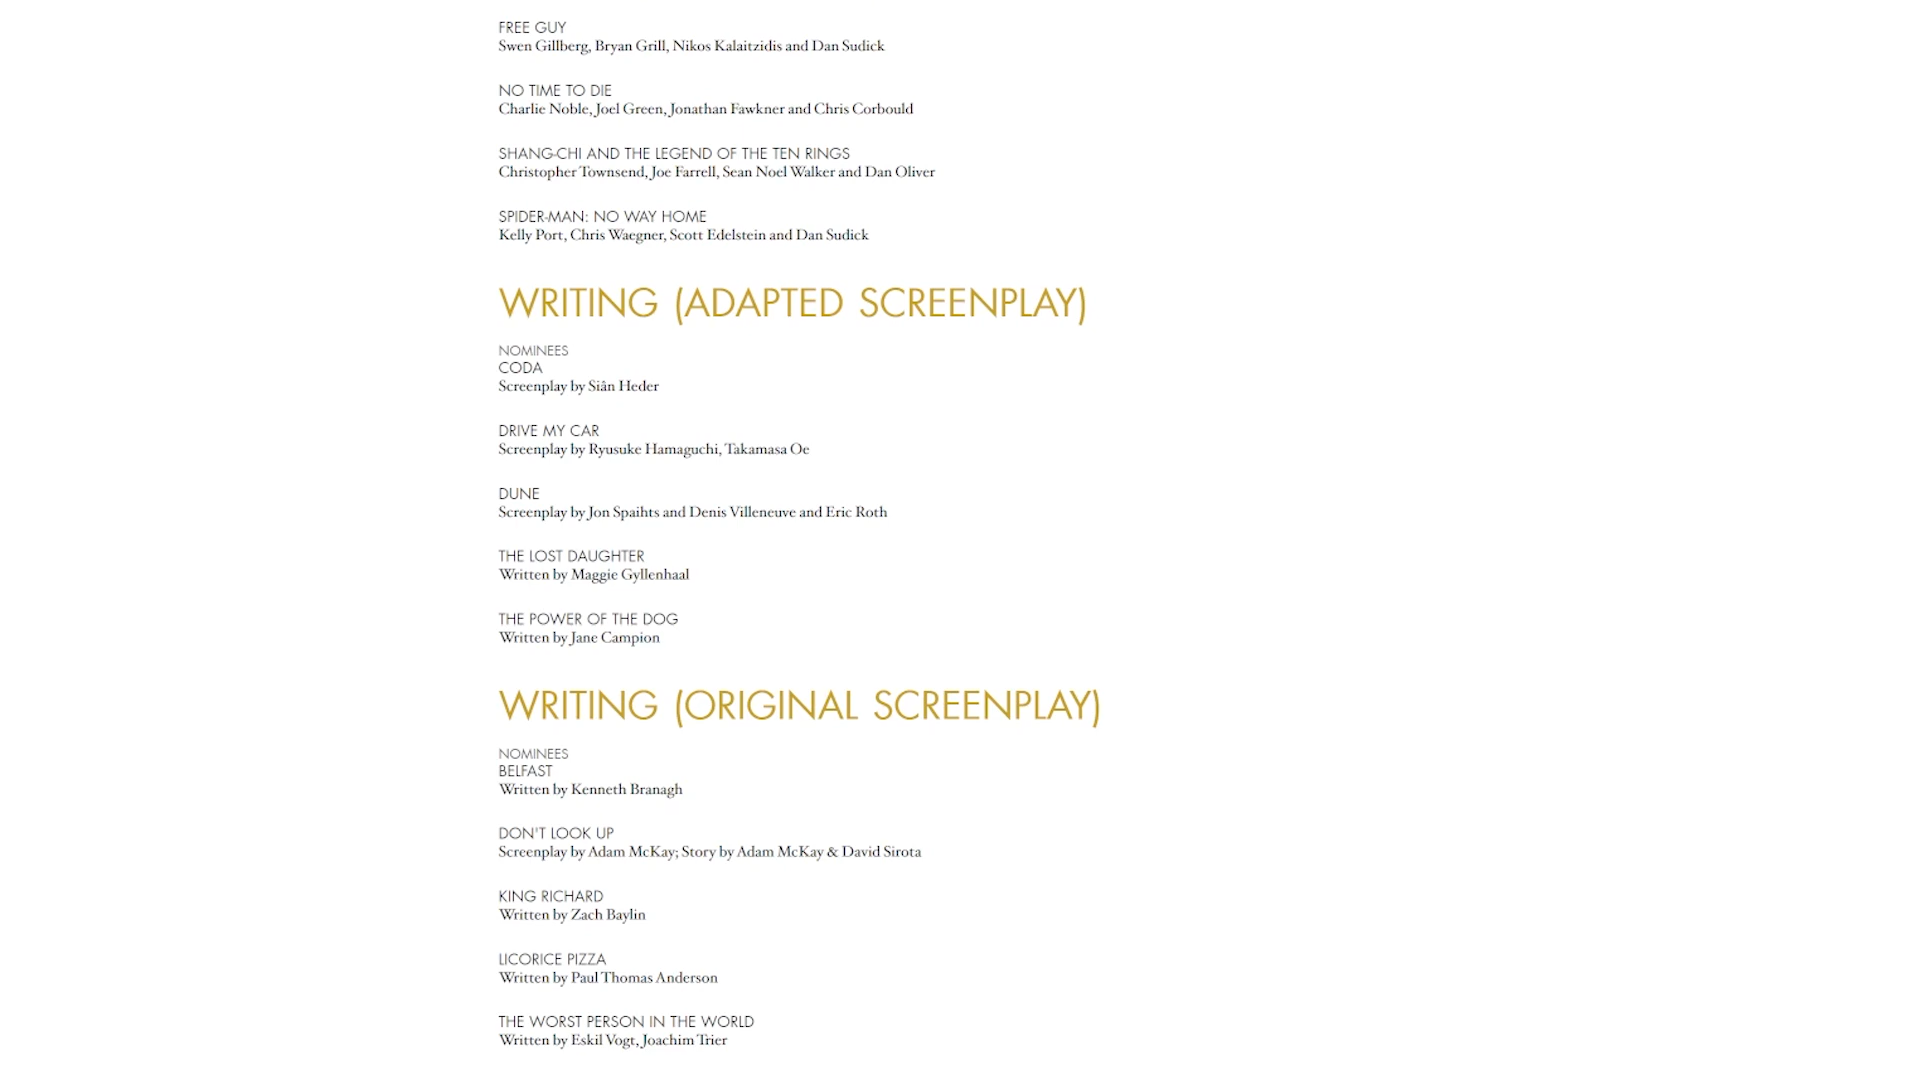 FREE GUY
Swen Gillberg, Bryan Grill, Nikos Kalaitzidis and Dan Sudick
NO TIME TO DIE
Charlie Noble, Joel Green, Jonathan Fawkner and Chris Corbould
SHANG-CHI AND THE LEGEND OF THE TEN RINGS
Christopher Townsend, Joe Farrell, Sean Noel Walker and Dan Oliver
SPIDER-MAN: NO WAY HOME
Kelly Port, Chris Waegner, Scott Edelstein and Dan Sudick
WRITING (ADAPTED SCREENPLAY)
NOMINEES
CODA
Screenplay by Siân Heder
DRIVE MY CAR
Screenplay by Ryusuke Hamaguchi, Takamasa Oe
DUNE
Screenplay by Jon Spaihts and Denis Villeneuve and Eric Roth
THE LOST DAUGHTER
Written by Maggie Gyllenhaal
THE POWER OF THE DOG
Written by Jane Campion
WRITING (ORIGINAL SCREENPLAY)
NOMINEES
BELFAST
Written by Kenneth Branagh
DON'T LOOK UP
Screenplay by Adam McKay; Story by Adam McKay & David Sirota
KING RICHARD
Written by Zach Baylin
LICORICE PIZZA
Written by Paul Thomas Anderson
THE WORST PERSON IN THE WORLD
Written by Eskil Vogt, Joachim Trier